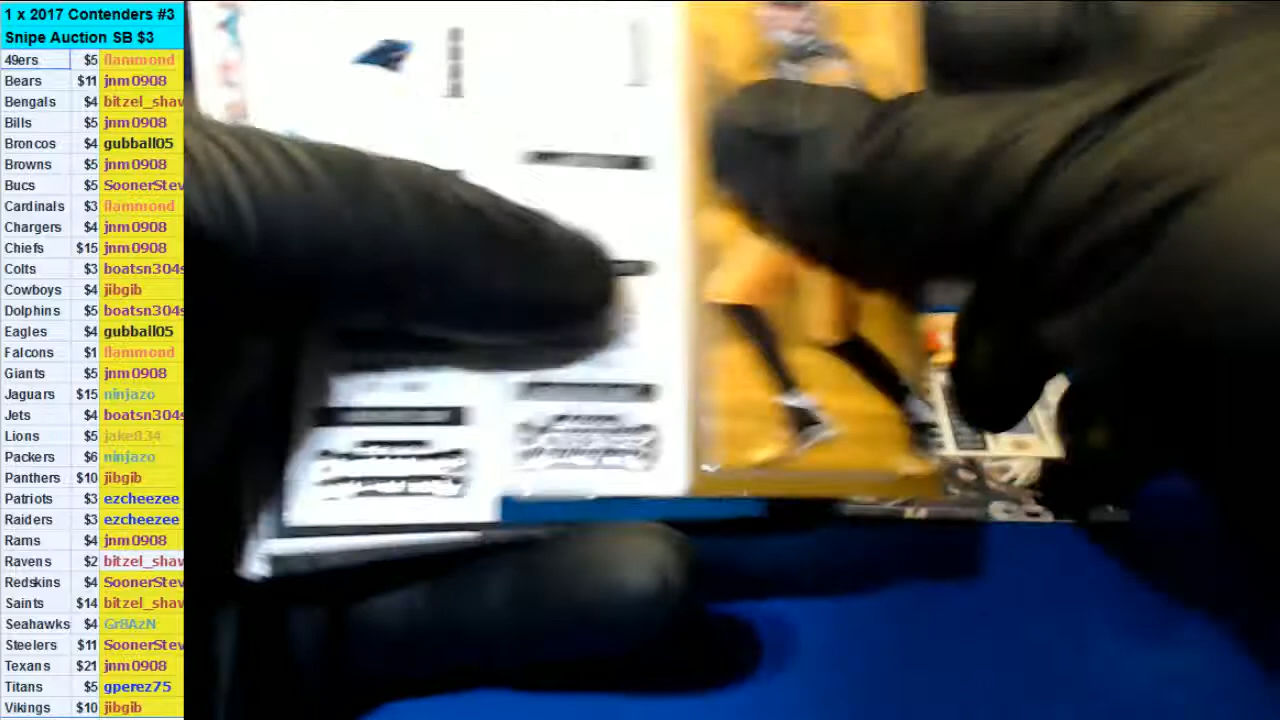 1 x 2017 Contenders #3
Snipe Auction SB $3
49ers $5 flammond
Bears $11 jnm0908
Bengals $4 bitzel_shav
Bills $5 jnm0908
Broncos $4 gubball05
Browns $5 jnm0908
Bucs $5 SoonerStev
Cardinals $3 flammond
Chargers $4 jnm0908
Chiefs $15 jnm0908
Colts $3 boatsn304s
Cowboys $4 jibgib
Dolphins $5 boatsn304s
Eagles $4 gubball05
Falcons $1 flammond
Giants $5 jnm0908
Jaguars $15 ninjazo
Jets $4 boatsn304s
Lions $5 jake834
Packers $6 ninjazo
Panthers $10 jibgib
Patriots $3 ezcheezee
Raiders $3 ezcheezee
Rams $4 jnm0908
Ravens $2 bitzel_shav
Redskins $4 SoonerStev
Saints $14 bitzel_shav
Seahawks $4 Gr8AzN
Steelers $11 SoonerStev
Texans $21 jnm0908
Titans $5 gperez75
Vikings $10 jibgib